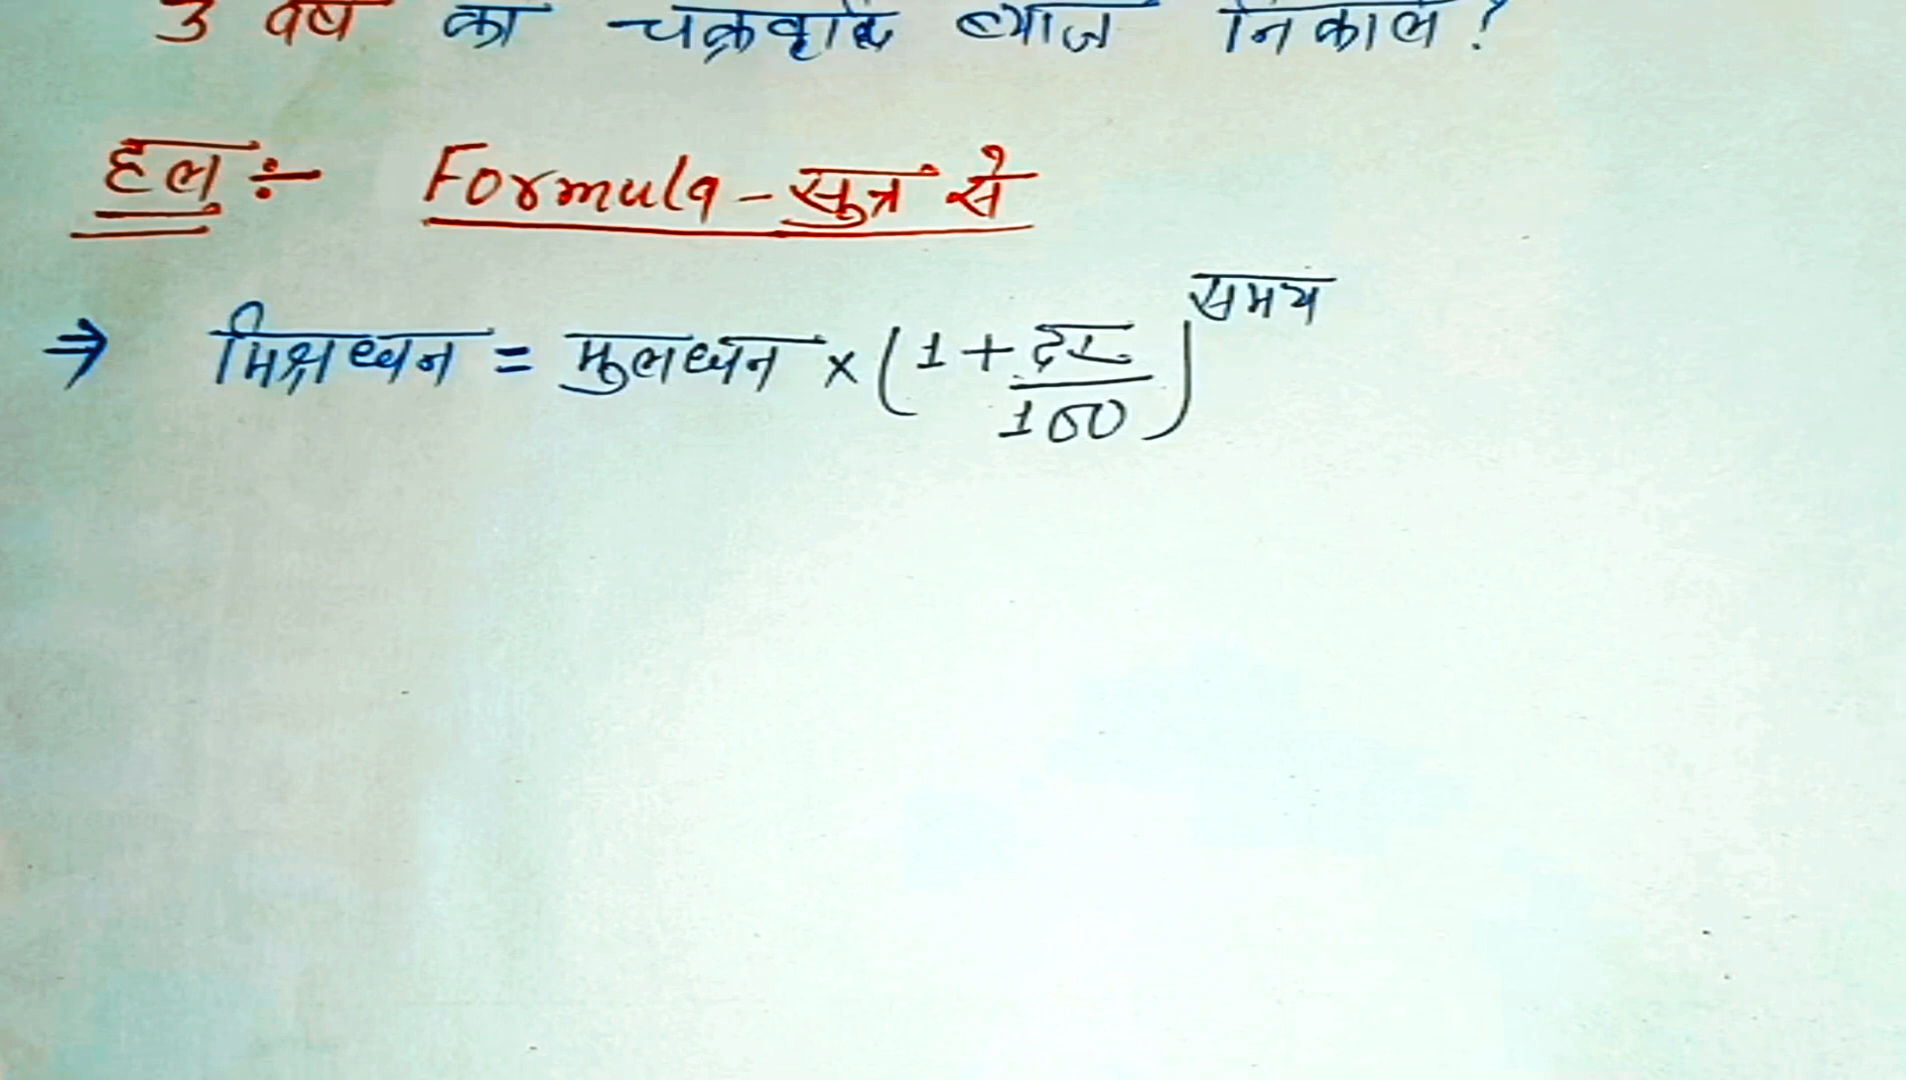 3 वर्ष का चक्रवृद्धि ब्याज निकालें?
हल ÷ Formula - सुत्र से
⇒ मिश्रधन = मुलधन × (1 + दर/100)^समय